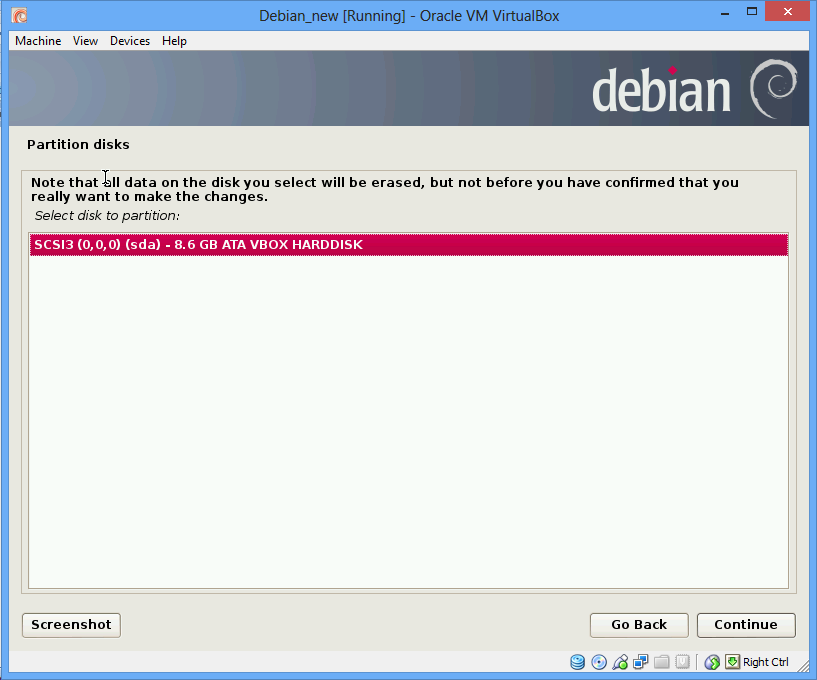 Debian_new [Running] - Oracle VM VirtualBox
Machine View Devices Help
debian
Partition disks
Note that all data on the disk you select will be erased, but not before you have confirmed that you
really want to make the changes.
Select disk to partition:
SCSI3 (0,0,0) (sda) - 8.6 GB ATA VBOX HARDDISK
Screenshot Go Back Continue
Right Ctrl